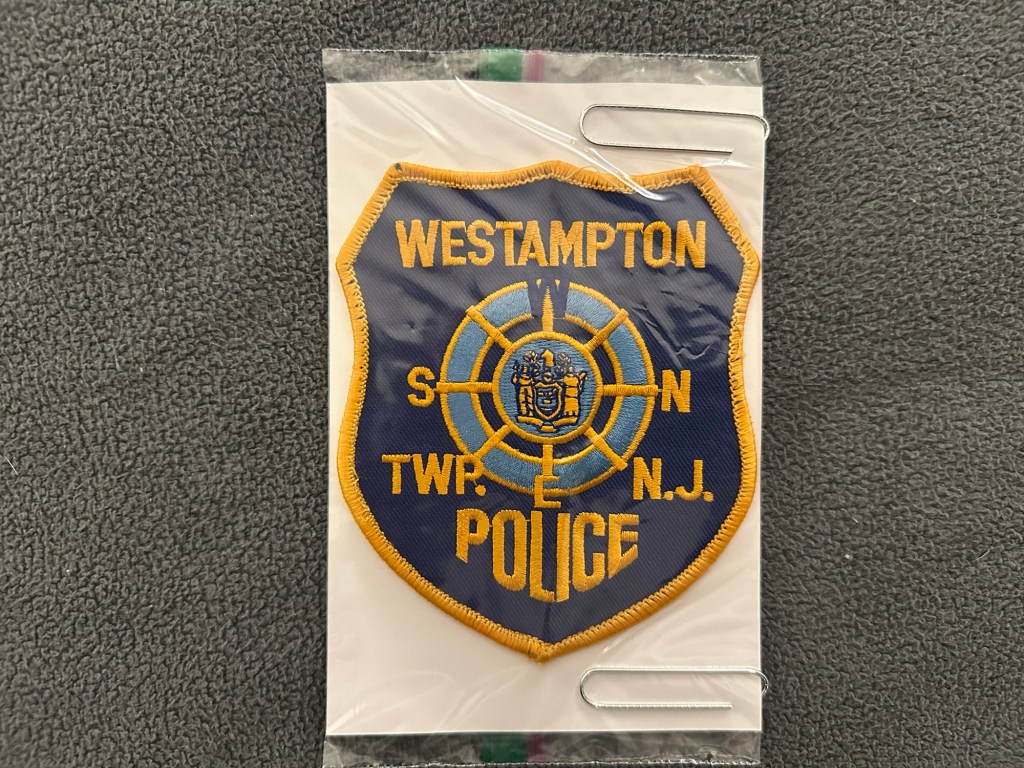 WESTAMPTON
W
S N
TWP. N.J.
E
POLICE